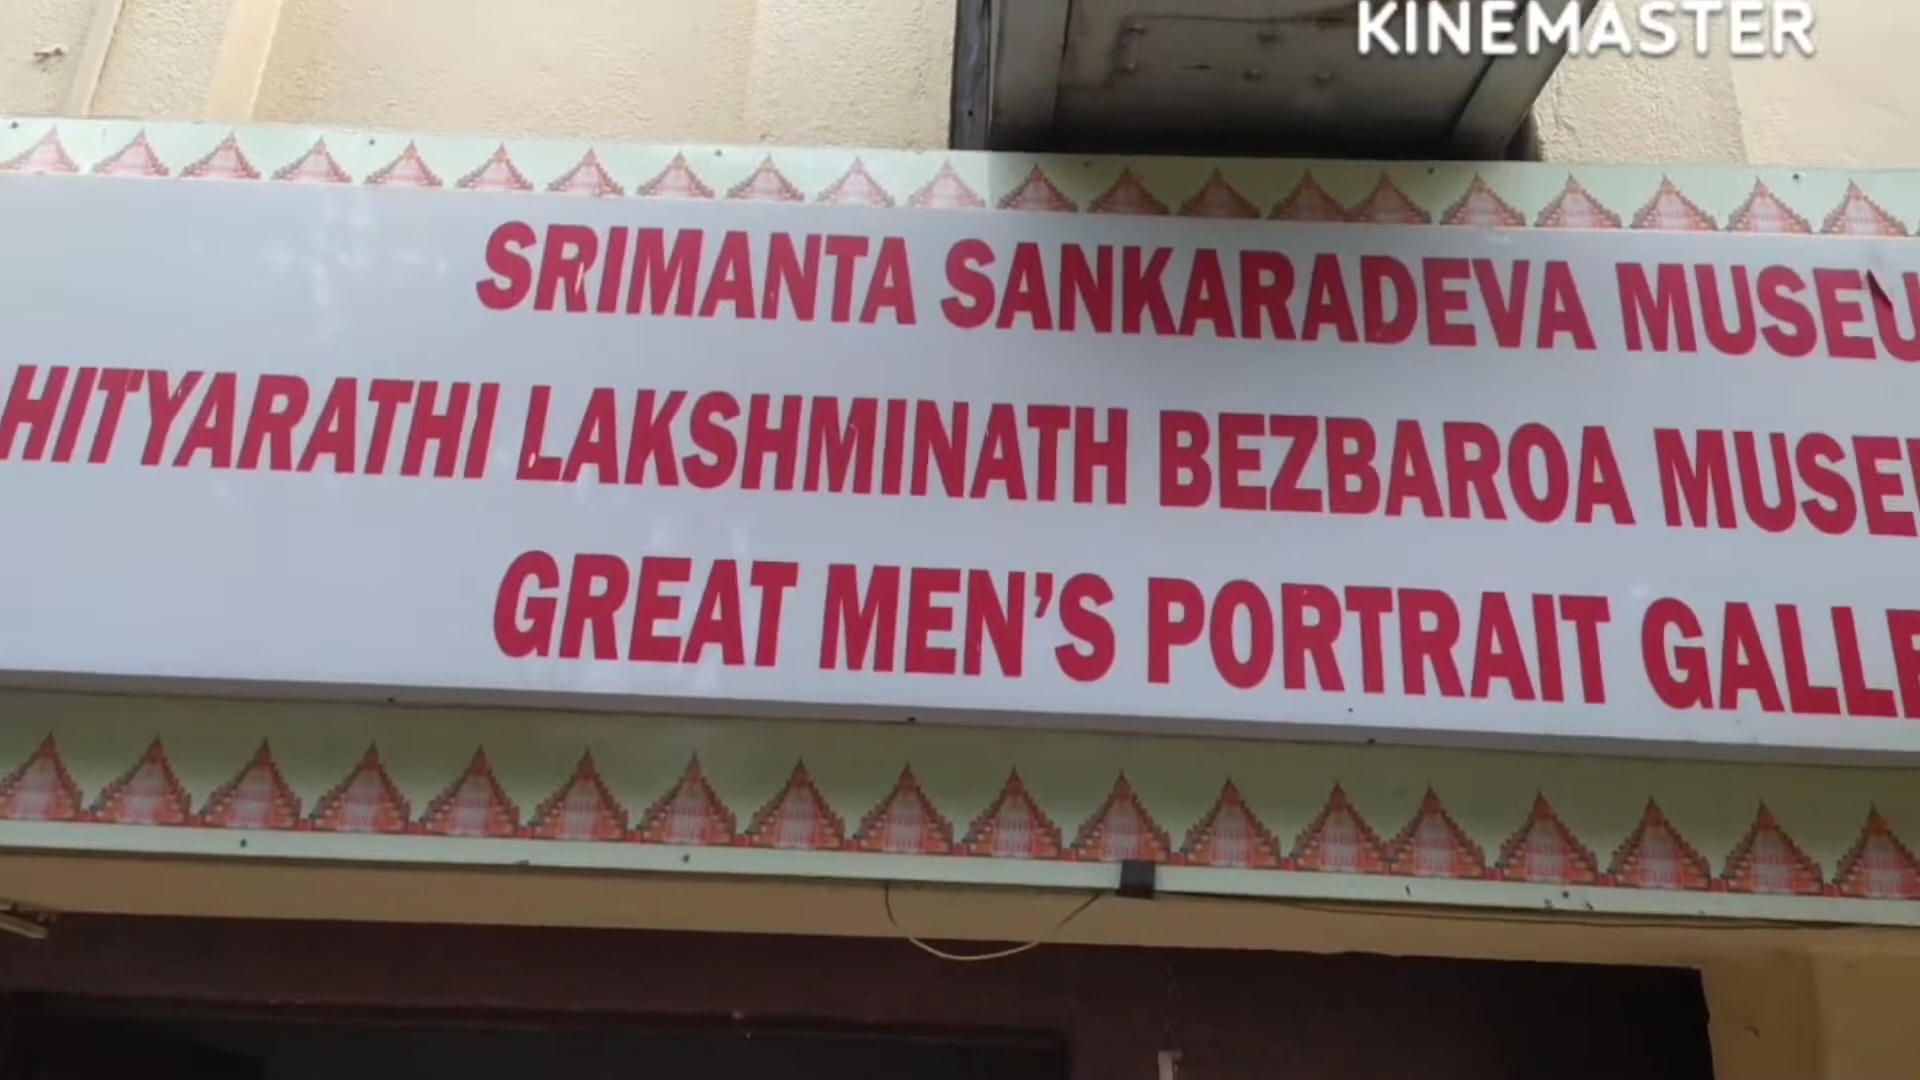 KINEMASTER
SRIMANTA SANKARADEVA MUSEU
HITYARATHI LAKSHMINATH BEZBAROA MUSE
GREAT MEN'S PORTRAIT GALLE